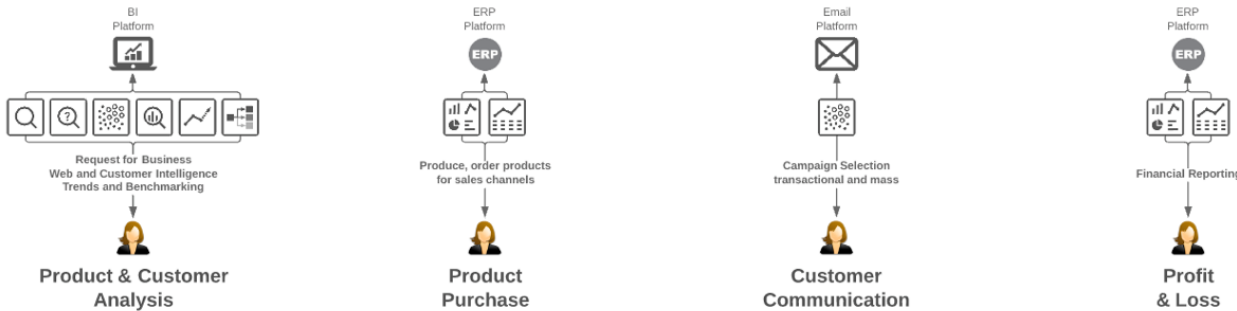 BI
Platform
Request for Business
Web and Customer Intelligence
Trends and Benchmarking
Product & Customer
Analysis
ERP
Platform
ERP
Produce, order products
for sales channels
Product
Purchase
Email
Platform
Campaign Selection
transactional and mass
Customer
Communication
ERP
Platform
ERP
Financial Reporting
Profit
& Loss